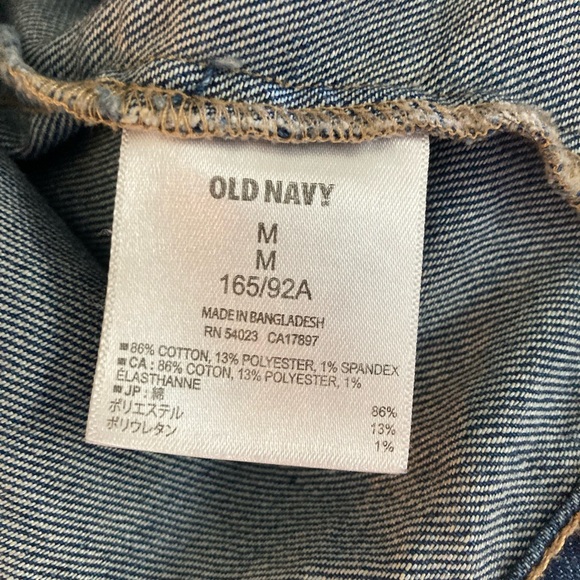 OLD NAVY
M
M
165/92A
MADE IN BANGLADESH
RN 54023 CA17897
■86% COTTON, 13% POLYESTER, 1% SPANDEX
■CA : 86% COTON, 13% POLYESTER, 1%
ÉLASTHANNE
■JP : 綿 86%
ポリエステル 13%
ポリウレタン 1%